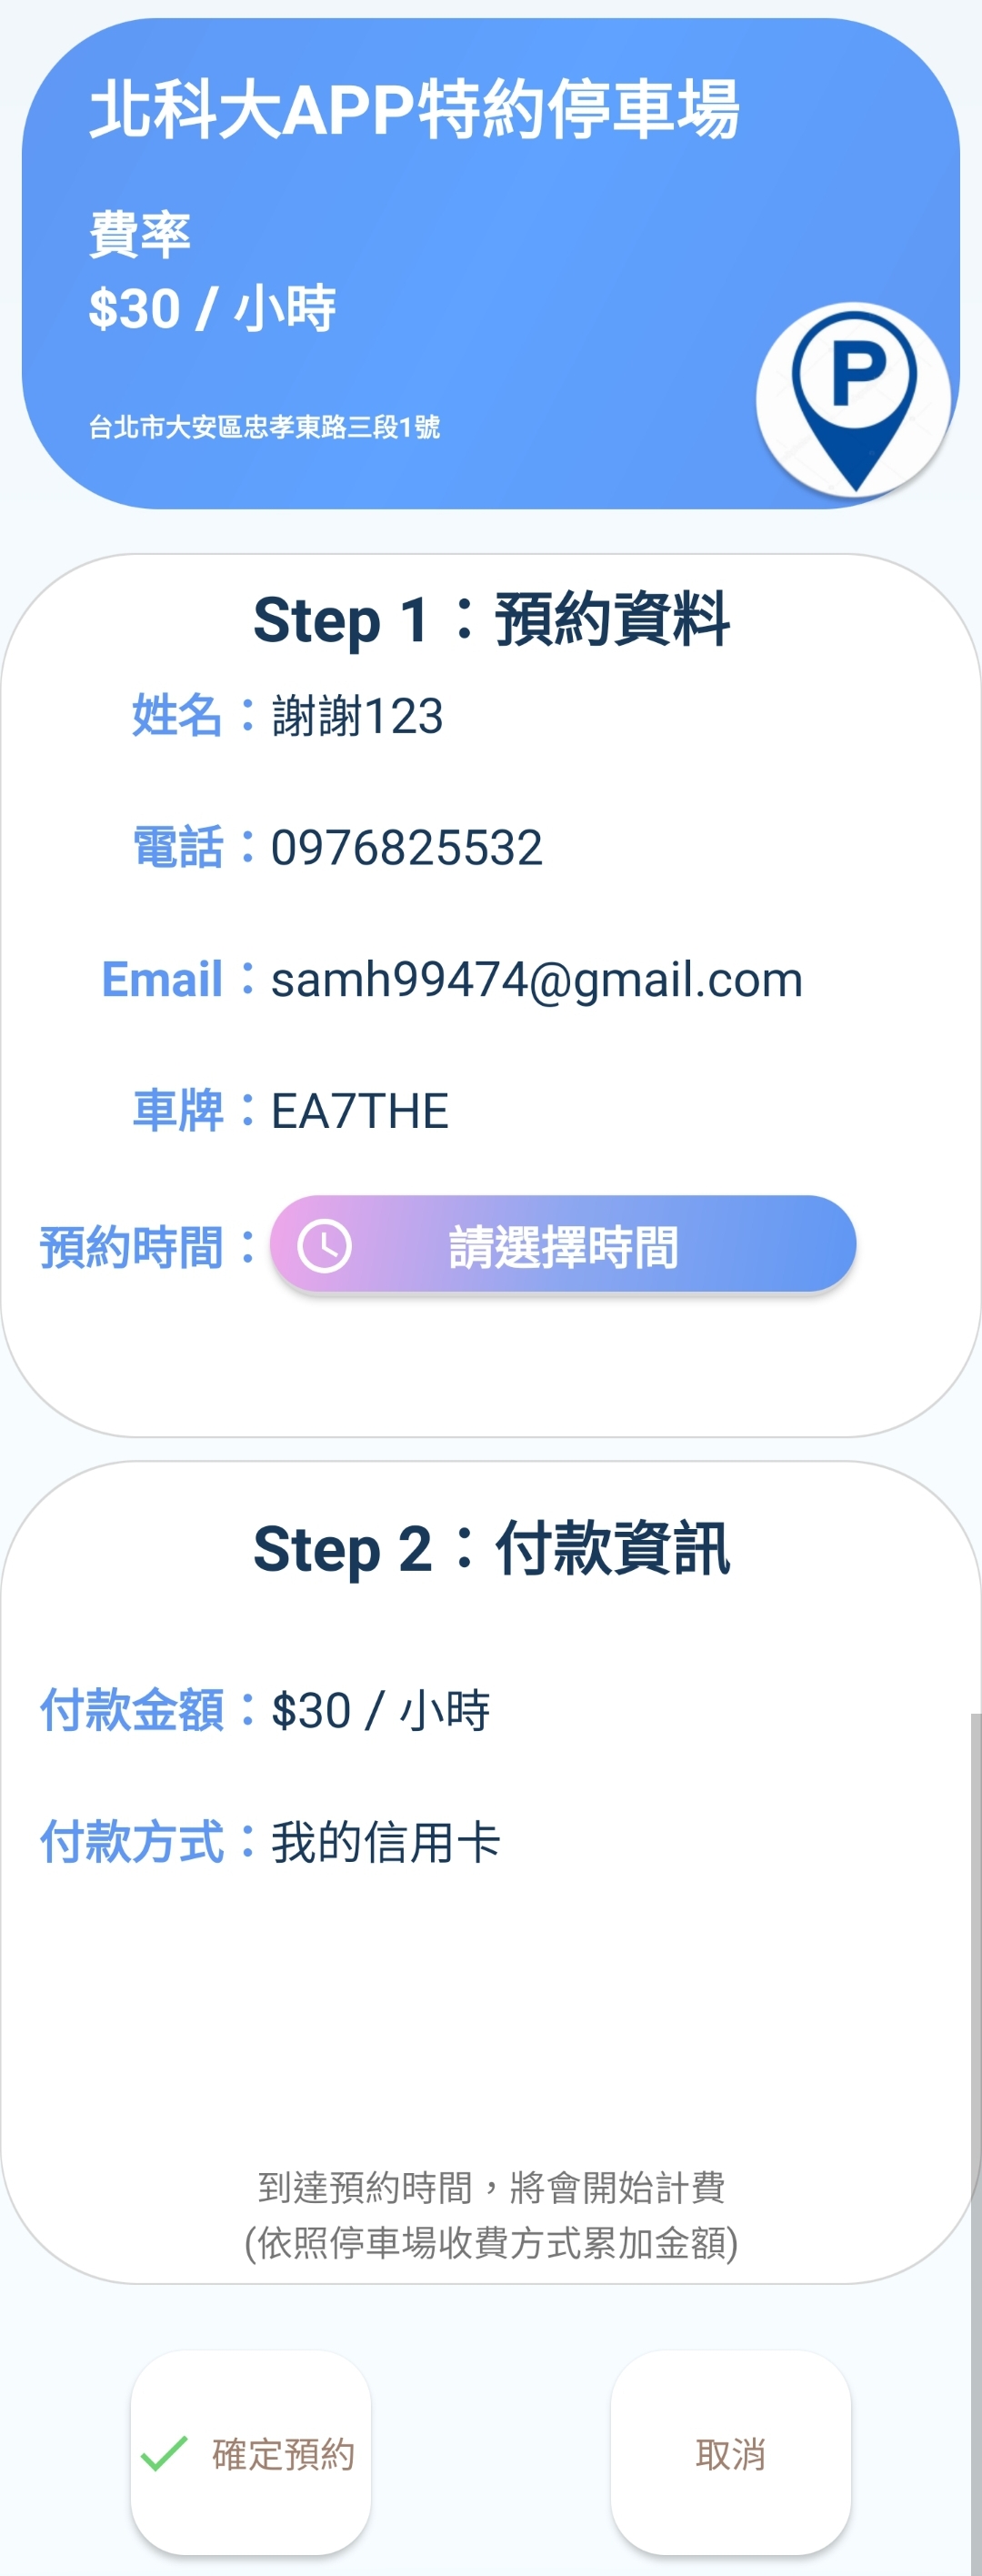 北科大APP特約停車場
費率
$30 / 小時
台北市大安區忠孝東路三段1號
P
Step 1：預約資料
姓名：謝謝123
電話：0976825532
Email：samh99474@gmail.com
車牌：EA7THE
預約時間：請選擇時間
Step 2：付款資訊
付款金額：$30 / 小時
付款方式：我的信用卡
到達預約時間，將會開始計費
(依照停車場收費方式累加金額)
確定預約
取消